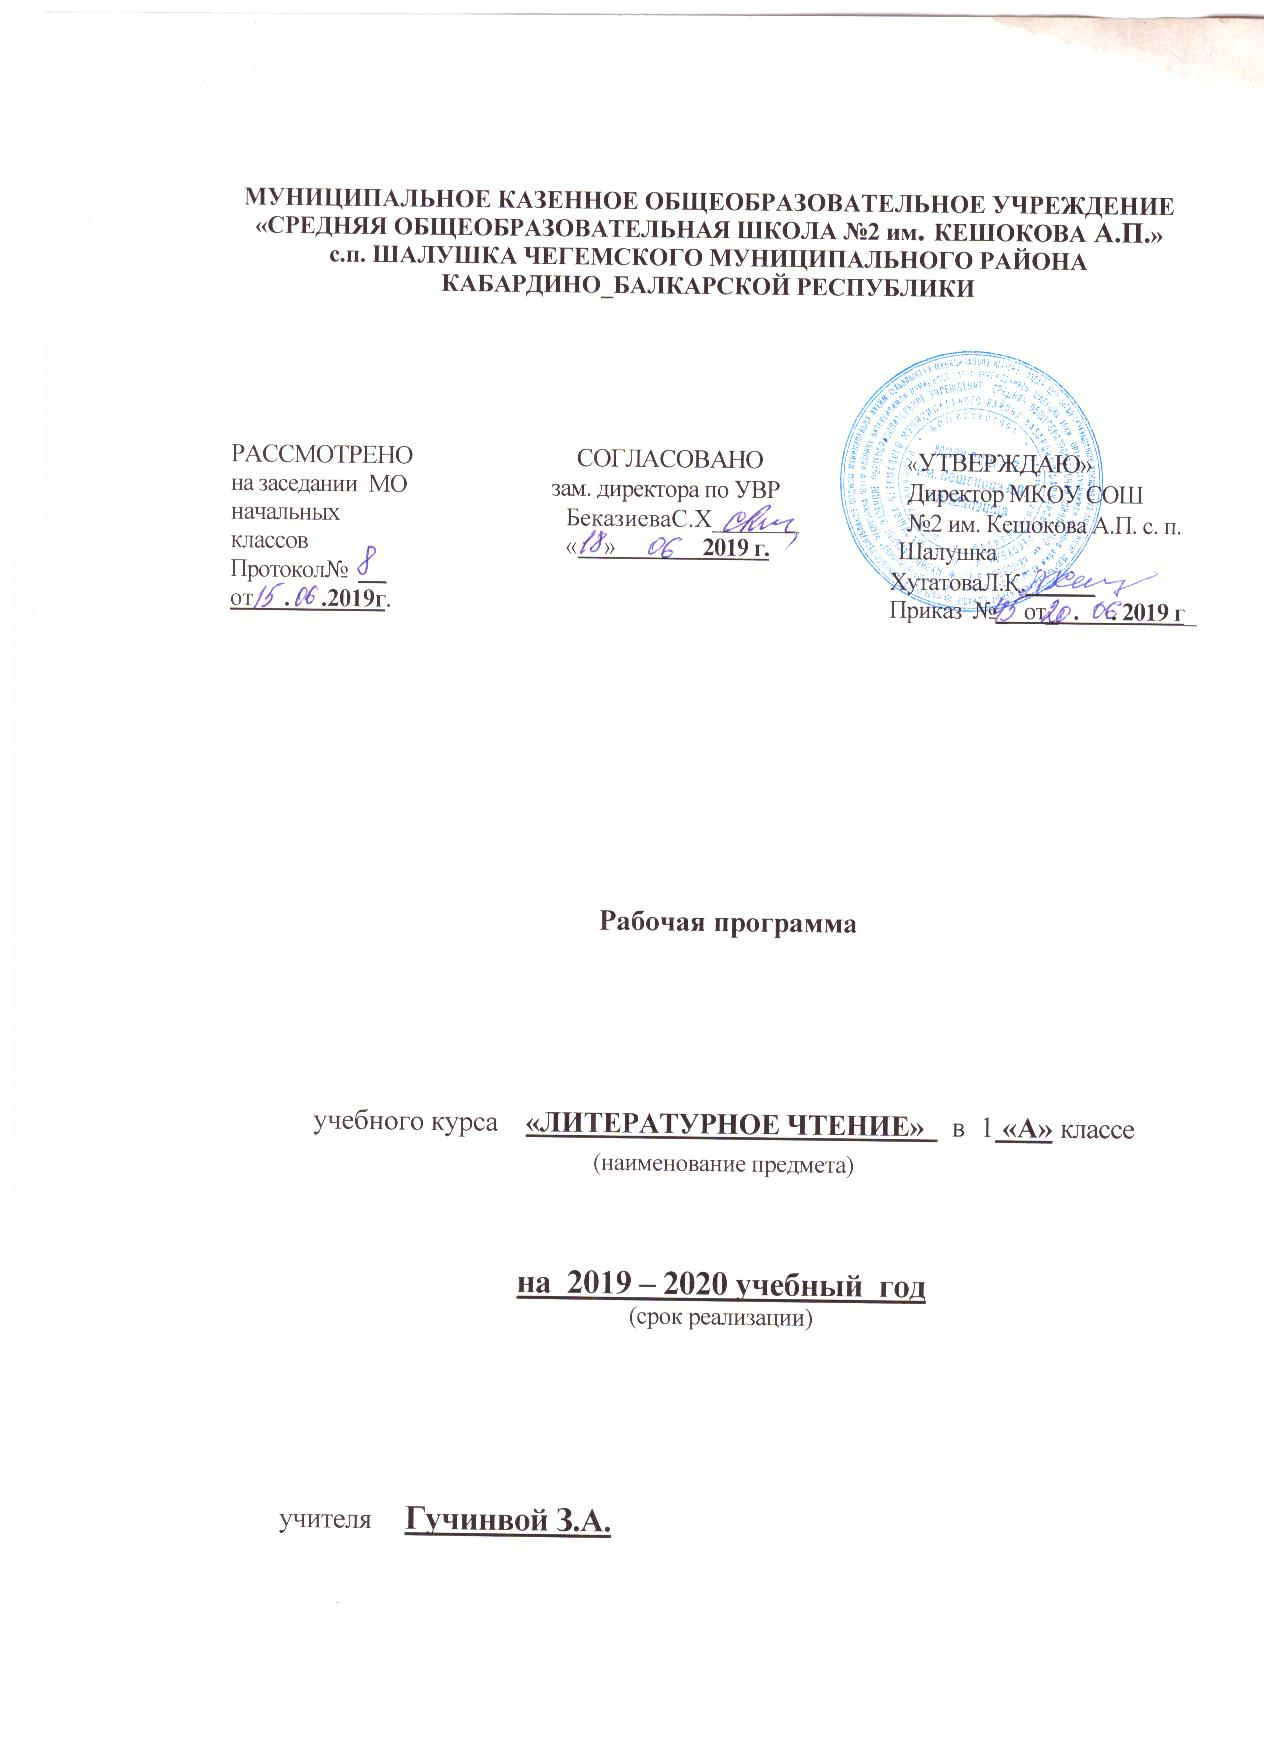 МУНИЦИПАЛЬНОЕ КАЗЕННОЕ ОБЩЕОБРАЗОВАТЕЛЬНОЕ УЧРЕЖДЕНИЕ
«СРЕДНЯЯ ОБЩЕОБРАЗОВАТЕЛЬНАЯ ШКОЛА №2 им. КЕШОКОВА А.П.»
с.п. ШАЛУШКА ЧЕГЕМСКОГО МУНИЦИПАЛЬНОГО РАЙОНА
КАБАРДИНО_БАЛКАРСКОЙ РЕСПУБЛИКИ
РАССМОТРЕНО
на заседании МО
начальных
классов
Протокол№ 8
от 15 . 06 .2019г.
СОГЛАСОВАНО
зам. директора по УВР
БеказиеваС.Х
«18» 06 2019 г.
«УТВЕРЖДАЮ»
Директор МКОУ СОШ
№2 им. Кешокова А.П. с. п.
Шалушка
ХутатоваЛ.К.
Приказ № от 20 . 06 . 2019 г
Рабочая программа
учебного курса «ЛИТЕРАТУРНОЕ ЧТЕНИЕ» в 1 «А» классе
(наименование предмета)
на 2019 – 2020 учебный год
(срок реализации)
учителя Гучинвой З.А.